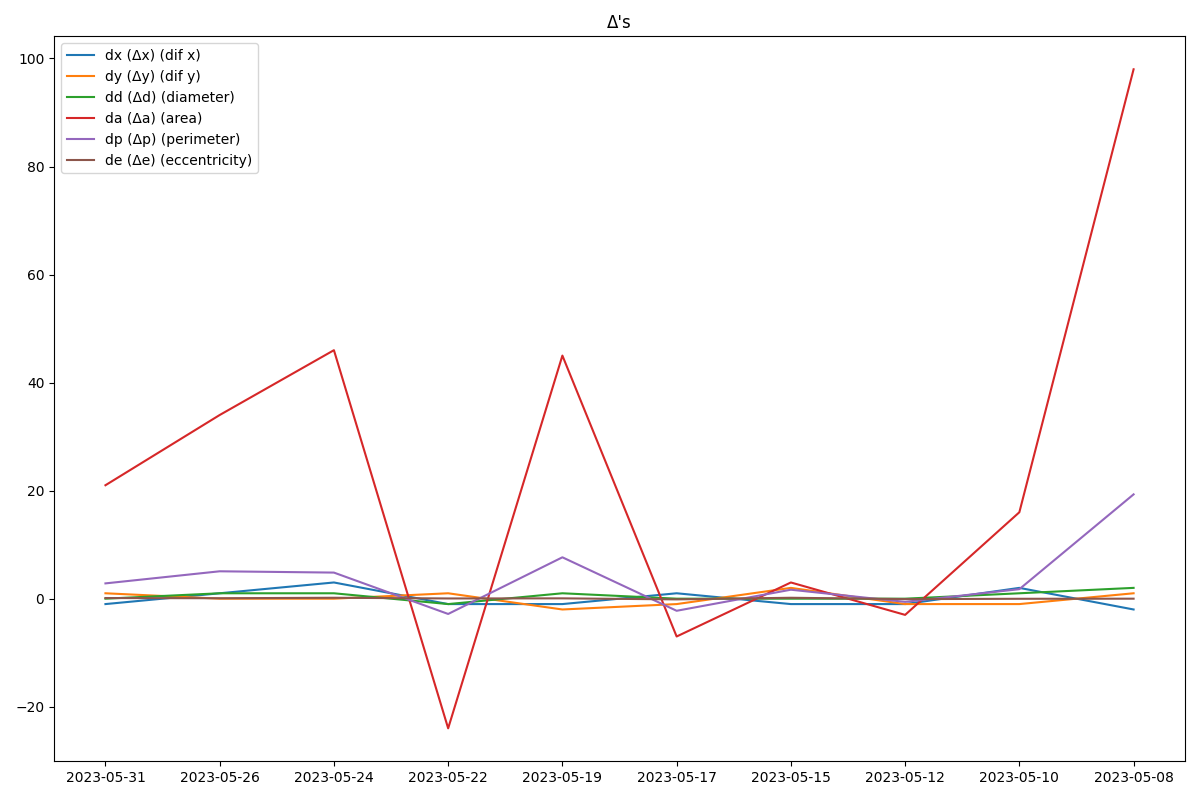 Δ's
dx (Δx) (dif x)
dy (Δy) (dif y)
dd (Δd) (diameter)
da (Δa) (area)
dp (Δp) (perimeter)
de (Δe) (eccentricity)
100
80
60
40
20
0
−20
2023-05-31 2023-05-26 2023-05-24 2023-05-22 2023-05-19 2023-05-17 2023-05-15 2023-05-12 2023-05-10 2023-05-08